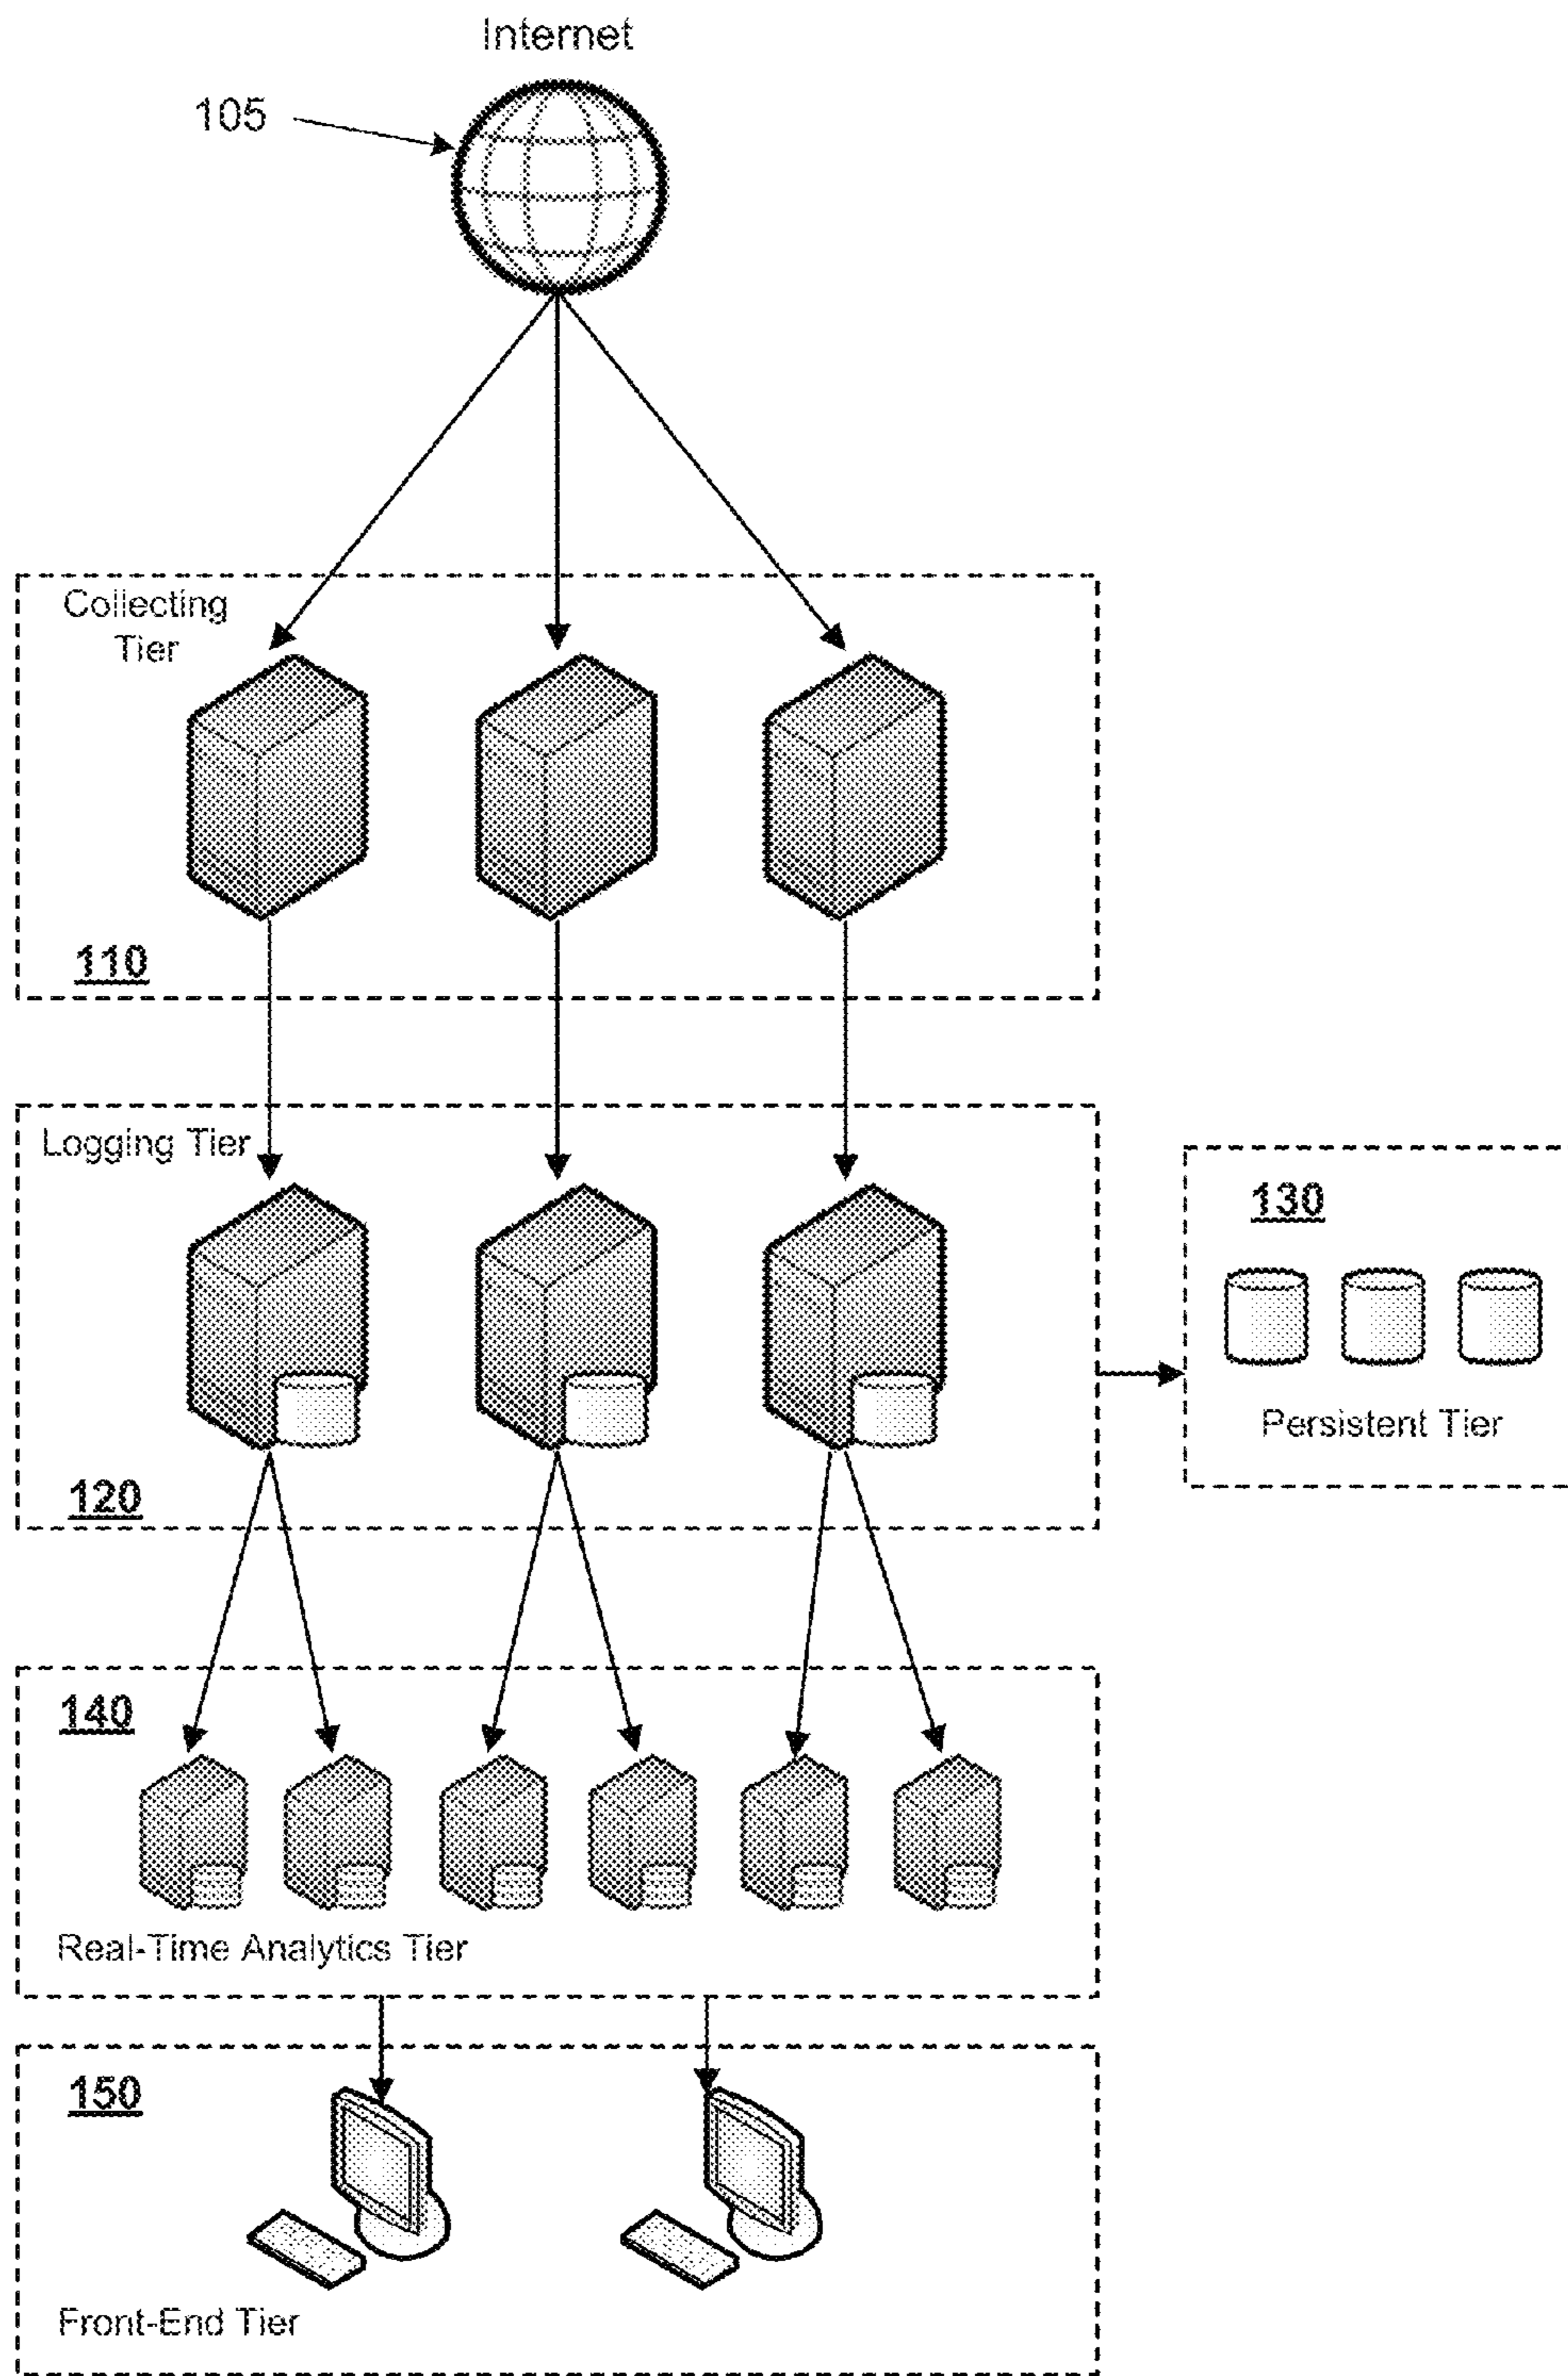 Internet
105
Collecting
Tier
110
Logging Tier
120
130
Persistent Tier
140
Real-Time Analytics Tier
150
Front-End Tier